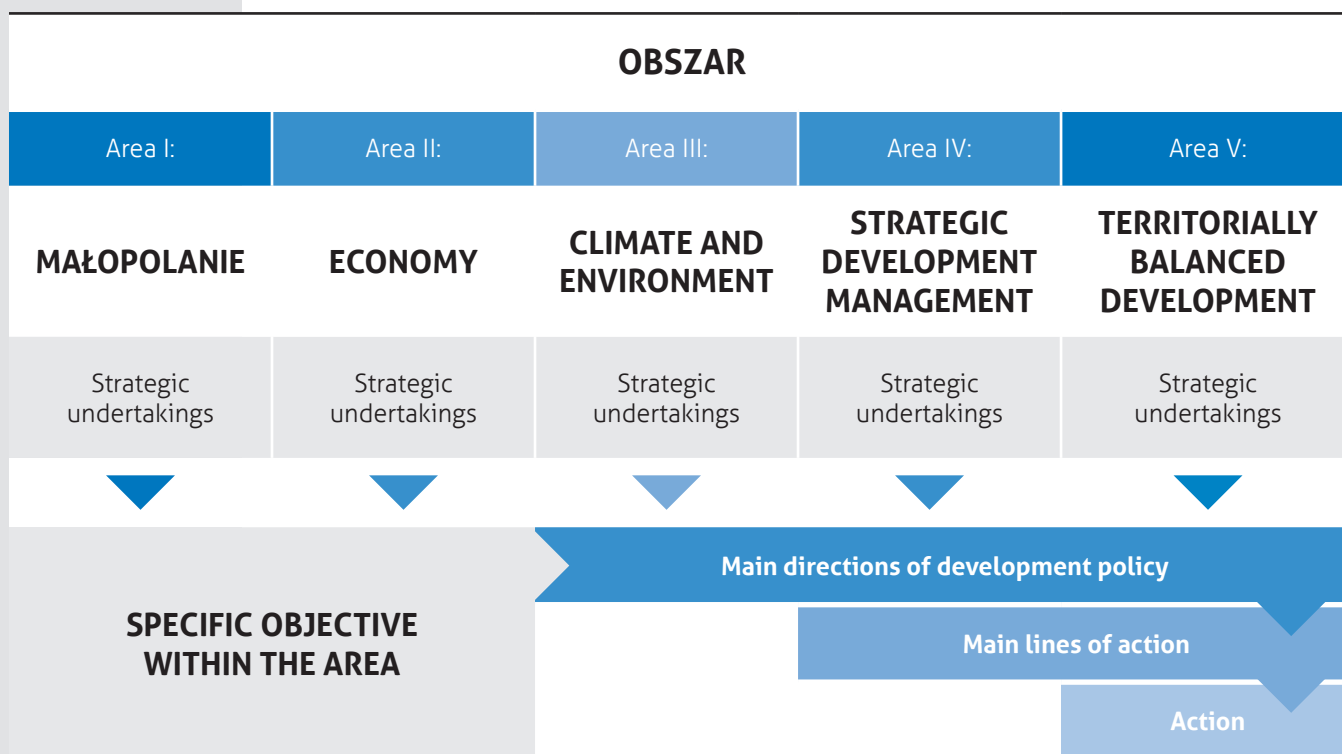 OBSZAR
Area I:
Area II:
Area III:
Area IV:
Area V:
MAŁOPOLANIE
ECONOMY
CLIMATE AND
ENVIRONMENT
STRATEGIC
DEVELOPMENT
MANAGEMENT
TERRITORIALLY
BALANCED
DEVELOPMENT
Strategic
undertakings
Strategic
undertakings
Strategic
undertakings
Strategic
undertakings
Strategic
undertakings
SPECIFIC OBJECTIVE
WITHIN THE AREA
Main directions of development policy
Main lines of action
Action